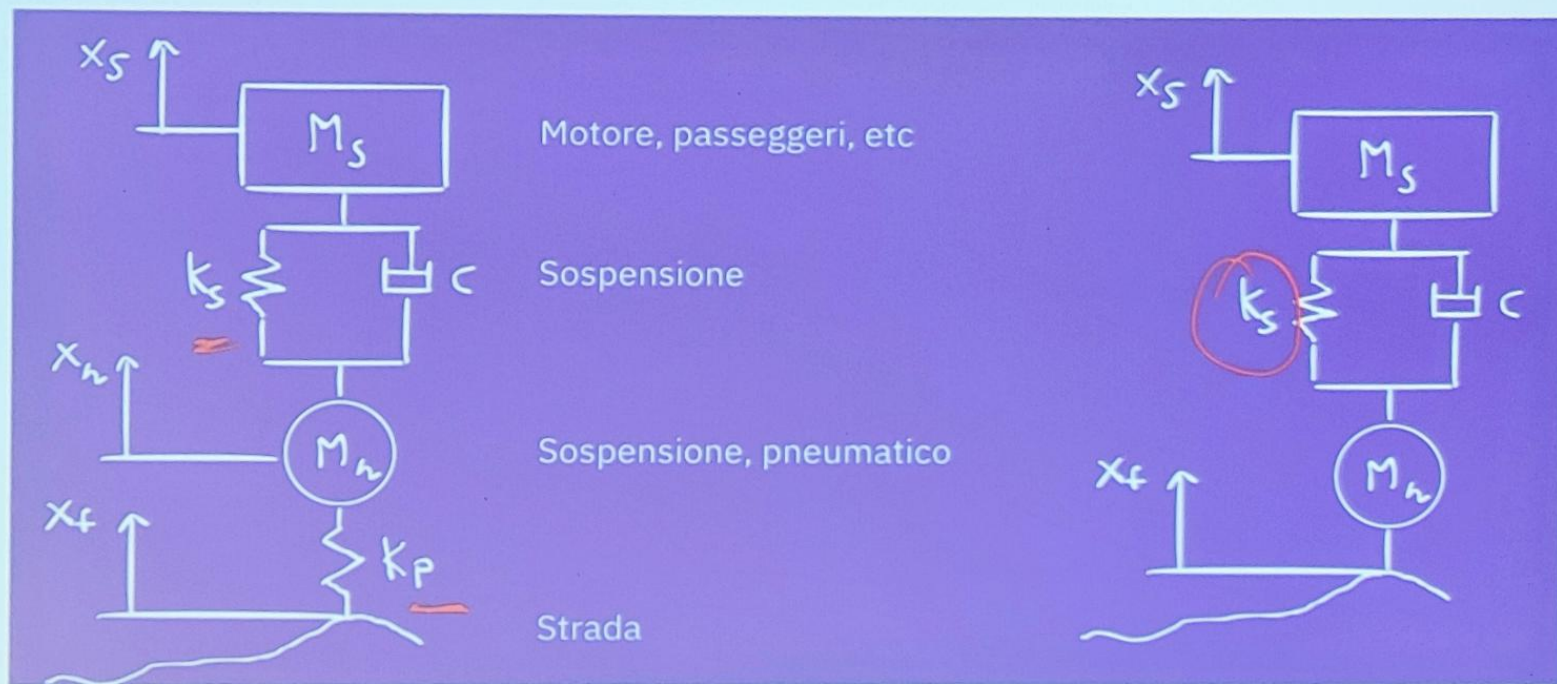 xs
Ms
Motore, passeggeri, etc
ks
c
Sospensione
xn
Mn
Sospensione, pneumatico
xf
kp
Strada
xs
Ms
ks
c
xf
Mn